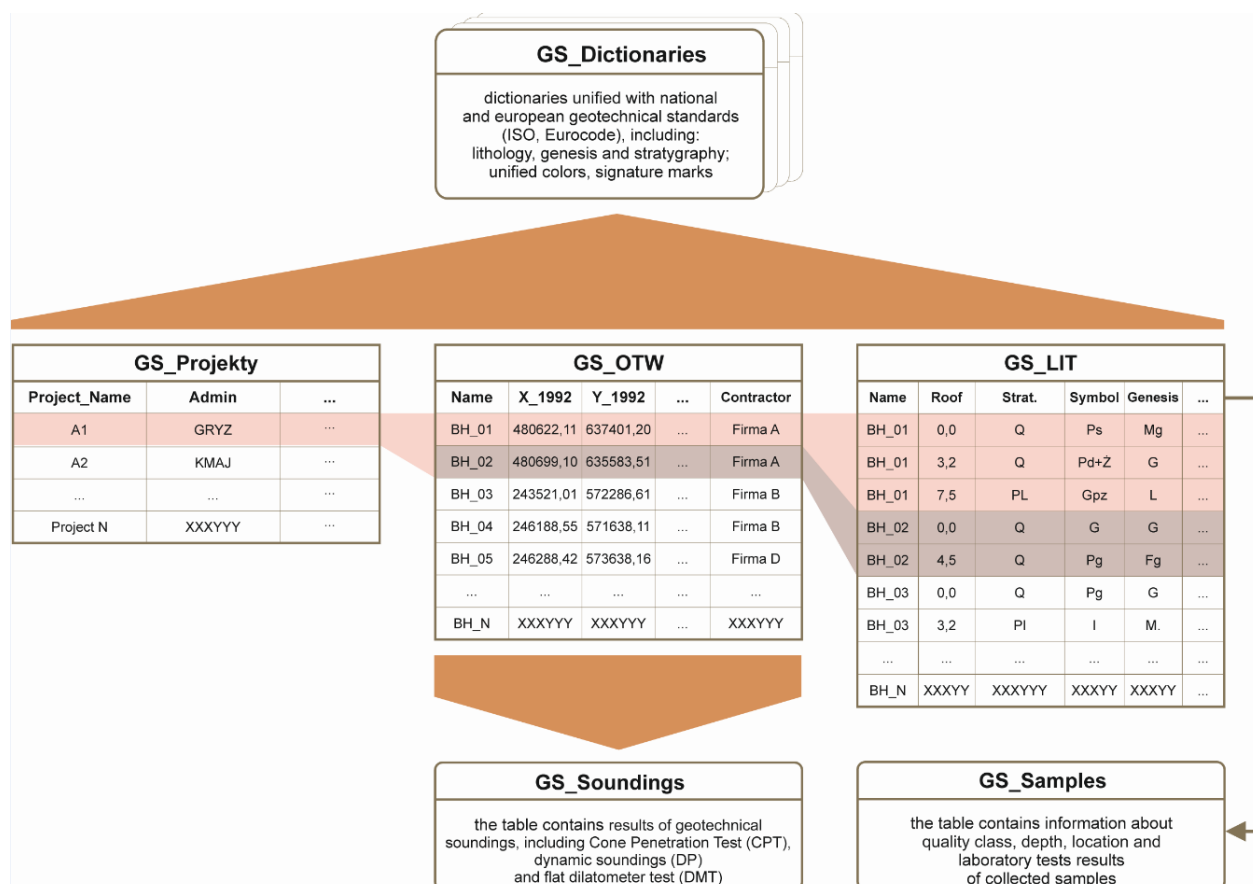 GS_Dictionaries
dictionaries unified with national
and european geotechnical standards
(ISO, Eurocode), including:
lithology, genesis and stratygraphy;
unified colors, signature marks
GS_Projekty
Project_Name Admin ...
A1 GRYZ ...
A2 KMAJ ...
... ... ...
Project N XXXYYY ...
GS_OTW
Name X_1992 Y_1992 ... Contractor
BH_01 480622,11 637401,20 ... Firma A
BH_02 480699,10 635583,51 ... Firma A
BH_03 243521,01 572286,61 ... Firma B
BH_04 246188,55 571638,11 ... Firma B
BH_05 246288,42 573638,16 ... Firma D
... ... ... ... ...
BH_N XXXYYY XXXYYY ... XXXYYY
GS_LIT
Name Roof Strat. Symbol Genesis ...
BH_01 0,0 Q Ps Mg ...
BH_01 3,2 Q Pd+Ż G ...
BH_01 7,5 PL Gpz L ...
BH_02 0,0 Q G G ...
BH_02 4,5 Q Pg Fg ...
BH_03 0,0 Q Pg G ...
BH_03 3,2 Pl I M. ...
... ... ... ... ... ...
BH_N XXXYY XXXYYY XXXYY XXXYY ...
GS_Soundings
the table contains results of geotechnical
soundings, including Cone Penetration Test (CPT),
dynamic soundings (DP)
and flat dilatometer test (DMT)
GS_Samples
the table contains information about
quality class, depth, location and
laboratory tests results
of collected samples